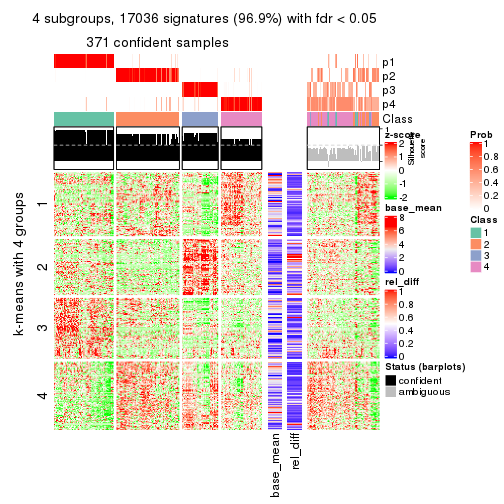 4 subgroups, 17036 signatures (96.9%) with fdr < 0.05
371 confident samples
p1
p2
p3
p4
Class
1
Silhouette
score
k-means with 4 groups
1
2
3
4
base_mean
rel_diff
z-score
2
1
0
-1
-2
base_mean
8
6
4
2
0
rel_diff
1
0.8
0.6
0.4
0.2
0
Status (barplots)
confident
ambiguous
Prob
1
0.8
0.6
0.4
0.2
0
Class
1
2
3
4